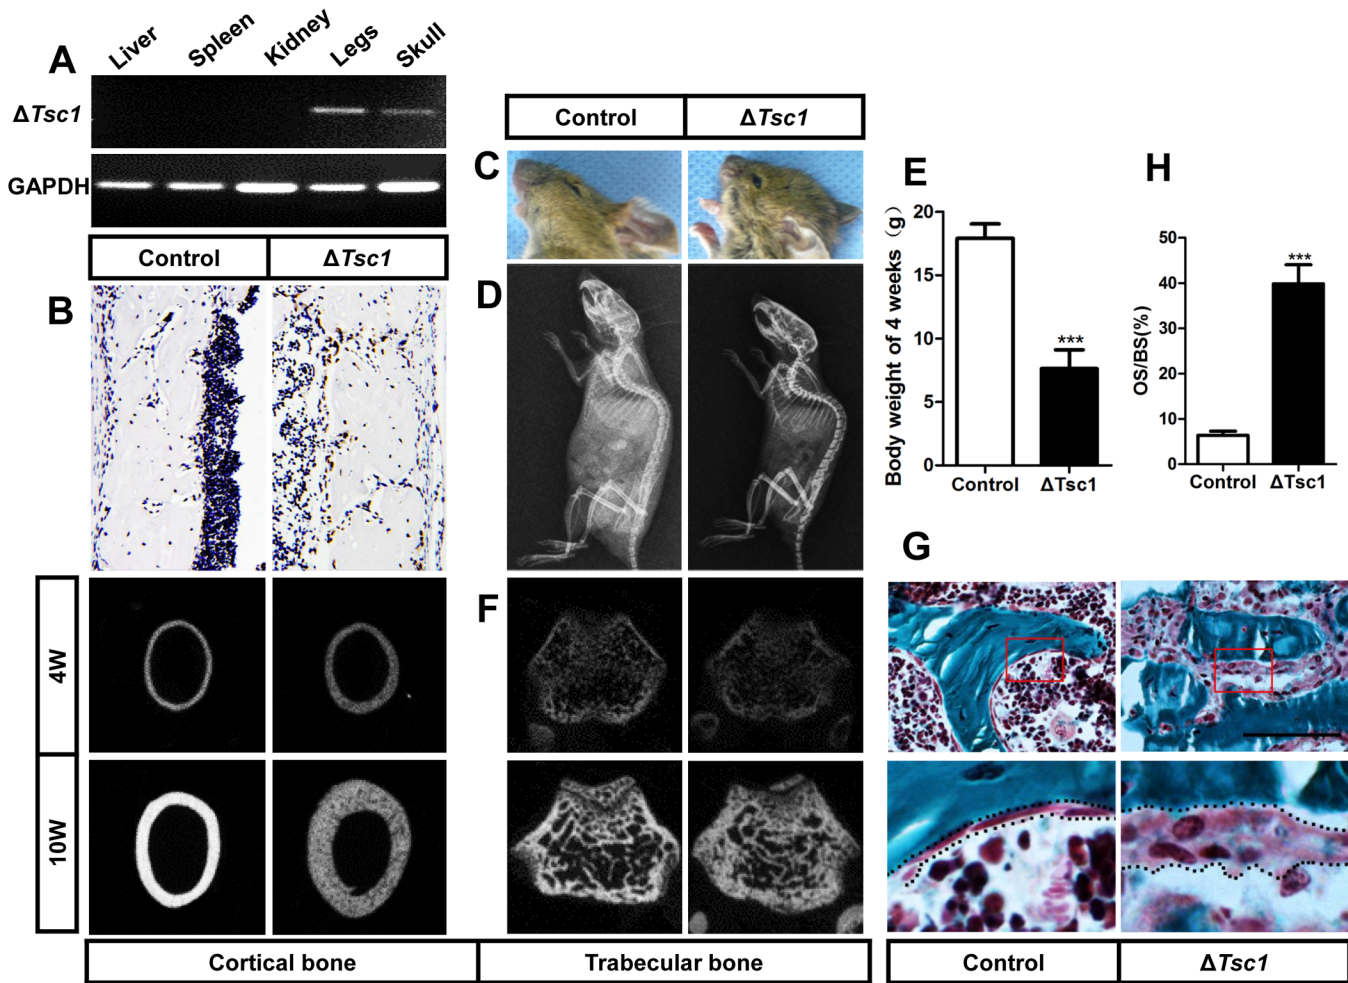 A
Liver Spleen Kidney Legs Skull
ΔTsc1
GAPDH
Control ΔTsc1
B
Control ΔTsc1
C
D
E
Body weight of 4 weeks (g)
20
15
10
5
0
***
Control ΔTsc1
H
OS/BS(%)
50
40
30
20
10
0
***
Control ΔTsc1
F
4W
10W
G
Cortical bone Trabecular bone
Control ΔTsc1